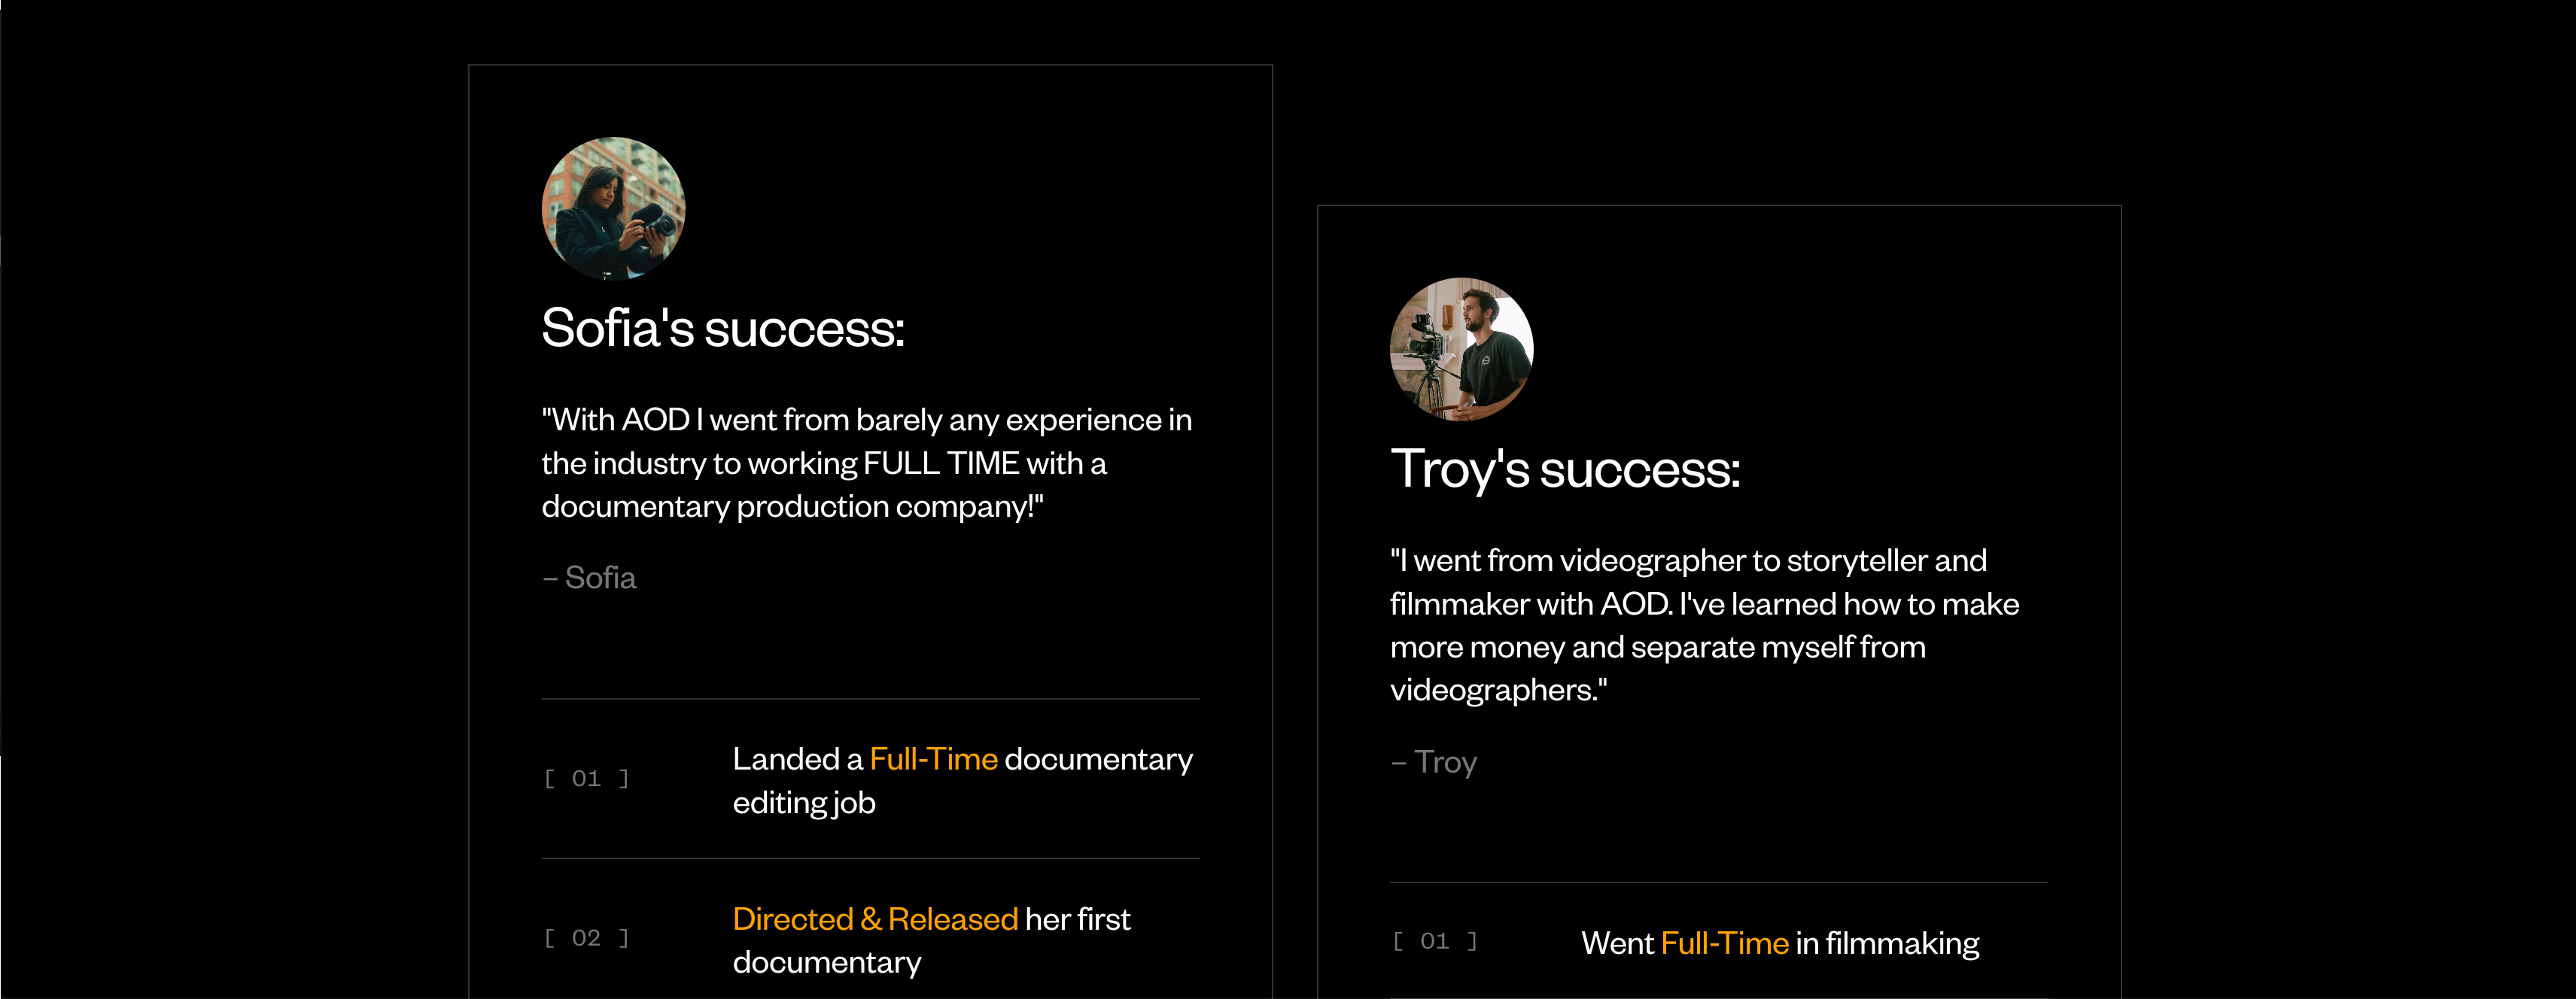 Sofia's success:
"With AOD I went from barely any experience in
the industry to working FULL TIME with a
documentary production company!"
– Sofia
[ 01 ]
Landed a Full-Time documentary
editing job
[ 02 ]
Directed & Released her first
documentary
Troy's success:
"I went from videographer to storyteller and
filmmaker with AOD. I've learned how to make
more money and separate myself from
videographers."
– Troy
[ 01 ]
Went Full-Time in filmmaking